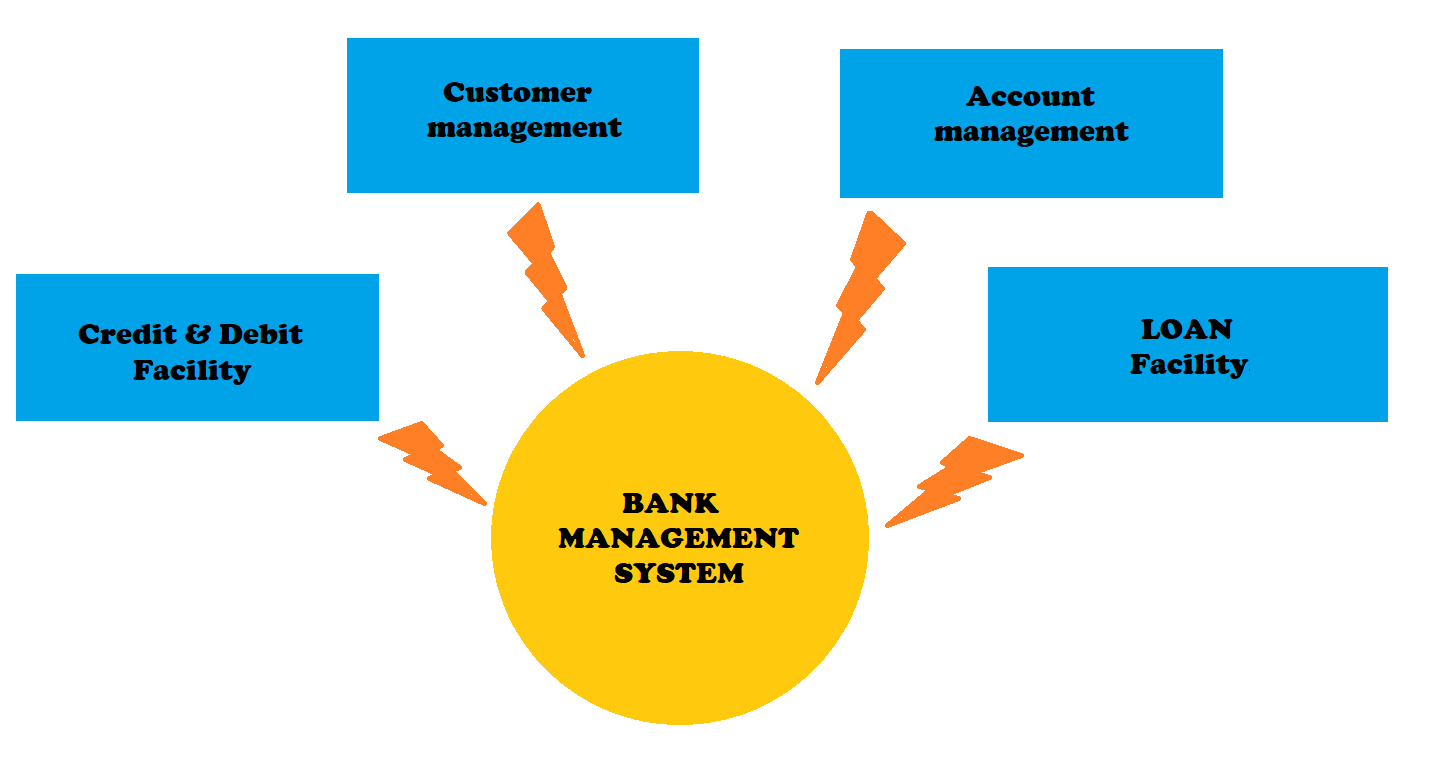 Customer
management
Account
management
Credit & Debit
Facility
LOAN
Facility
BANK
MANAGEMENT
SYSTEM